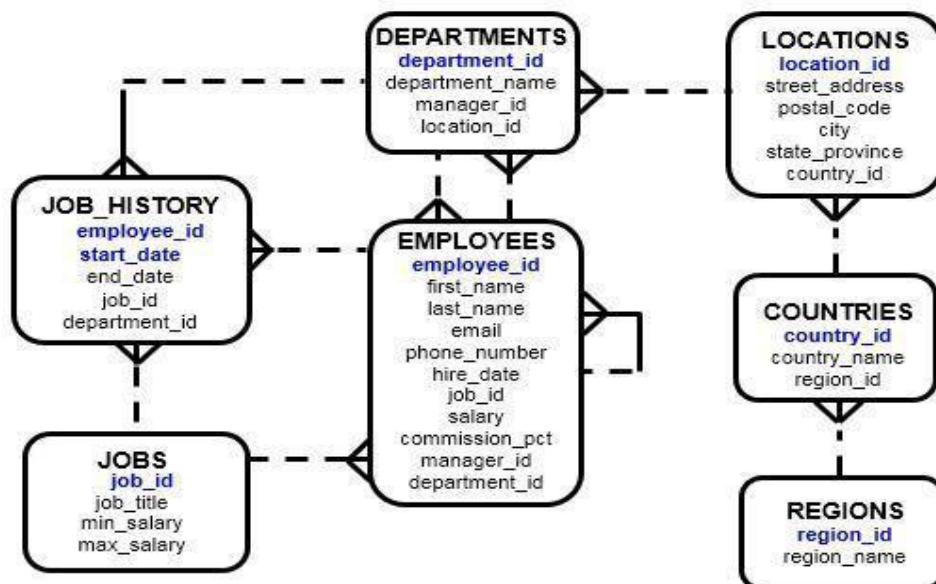 DEPARTMENTS
department_id
department_name
manager_id
location_id
LOCATIONS
location_id
street_address
postal_code
city
state_province
country_id
JOB_HISTORY
employee_id
start_date
end_date
job_id
department_id
EMPLOYEES
employee_id
first_name
last_name
email
phone_number
hire_date
job_id
salary
commission_pct
manager_id
department_id
COUNTRIES
country_id
country_name
region_id
JOBS
job_id
job_title
min_salary
max_salary
REGIONS
region_id
region_name